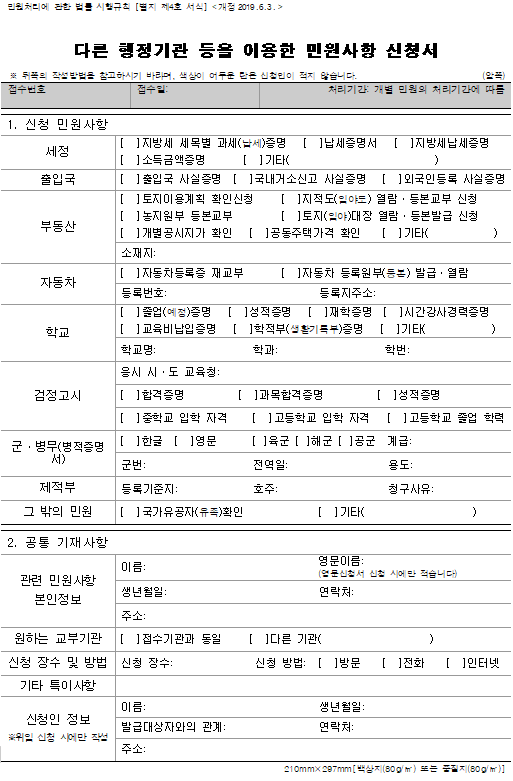 민원처리에 관한 법률 시행규칙 [별지 제4호 서식] <개정 2019. 6. 3. >
다른 행정기관 등을 이용한 민원사항 신청서
※ 뒤쪽의 작성방법을 참고하시기 바라며, 색상이 어두운 란은 신청인이 적지 않습니다. (앞쪽)
접수번호 접수일: 처리기간: 개별 민원의 처리기간에 따름
1. 신청 민원사항
세정 [ ]지방세 세목별 과세(납세)증명 [ ]납세증명서 [ ]지방세납세증명
[ ]소득금액증명 [ ]기타( )
출입국 [ ]출입국 사실증명 [ ]국내거소신고 사실증명 [ ]외국인등록 사실증명
부동산 [ ]토지이용계획 확인신청 [ ]지적도(임야도) 열람ㆍ등본교부 신청
[ ]농지원부 등본교부 [ ]토지(임야)대장 열람ㆍ등본발급 신청
[ ]개별공시지가 확인 [ ]공동주택가격 확인 [ ]기타( )
소재지:
자동차 [ ]자동차등록증 재교부 [ ]자동차 등록원부(등본) 발급ㆍ열람
등록번호: 등록지주소:
학교 [ ]졸업(예정)증명 [ ]성적증명 [ ]재학증명 [ ]시간강사경력증명
[ ]교육비납입증명 [ ]학적부(생활기록부)증명 [ ]기타( )
학교명: 학과: 학번:
검정고시 응시 시ㆍ도 교육청:
[ ]합격증명 [ ]과목합격증명 [ ]성적증명
[ ]중학교 입학 자격 [ ]고등학교 입학 자격 [ ]고등학교 졸업 학력
군ㆍ병무(병적증명서) [ ]한글 [ ]영문 [ ]육군 [ ]해군 [ ]공군 계급:
군번: 전역일: 용도:
제적부 등록기준지: 호주: 청구사유:
그 밖의 민원 [ ]국가유공자(유족)확인 [ ]기타( )
2. 공통 기재사항
관련 민원사항 본인정보 이름: 영문이름:
(영문신청서 신청 시에만 적습니다)
생년월일: 연락처:
주소:
원하는 교부기관 [ ]접수기관과 동일 [ ]다른 기관( )
신청 장수 및 방법 신청 장수: 신청 방법: [ ]방문 [ ]전화 [ ]인터넷
기타 특이사항
신청인 정보 이름: 생년월일:
※위임 신청 시에만 작성 발급대상자와의 관계: 연락처:
주소:
210mm×297mm[백상지(80g/㎡) 또는 중질지(80g/㎡)]